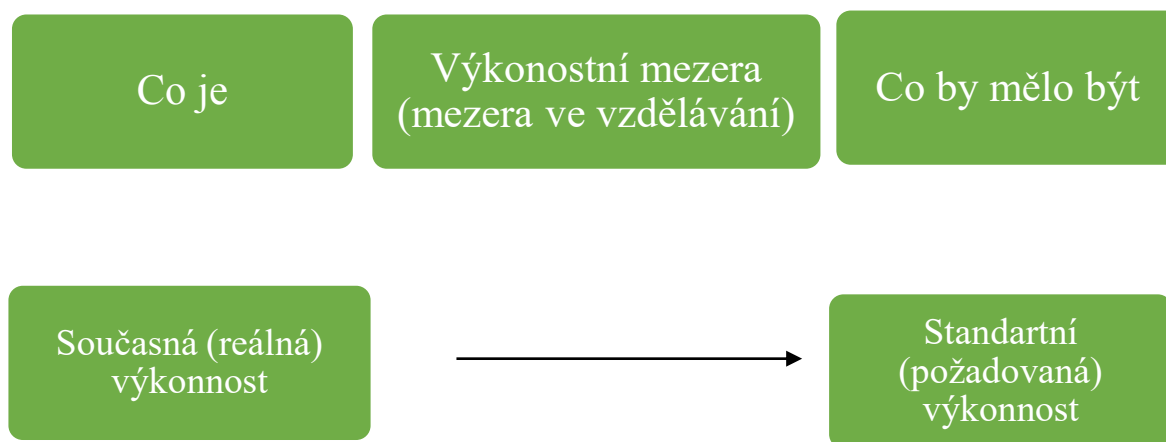 Co je
Výkonostní mezera
(mezera ve vzdělávání)
Co by mělo být
Současná (reálná)
výkonnost
Standartní
(požadovaná)
výkonnost